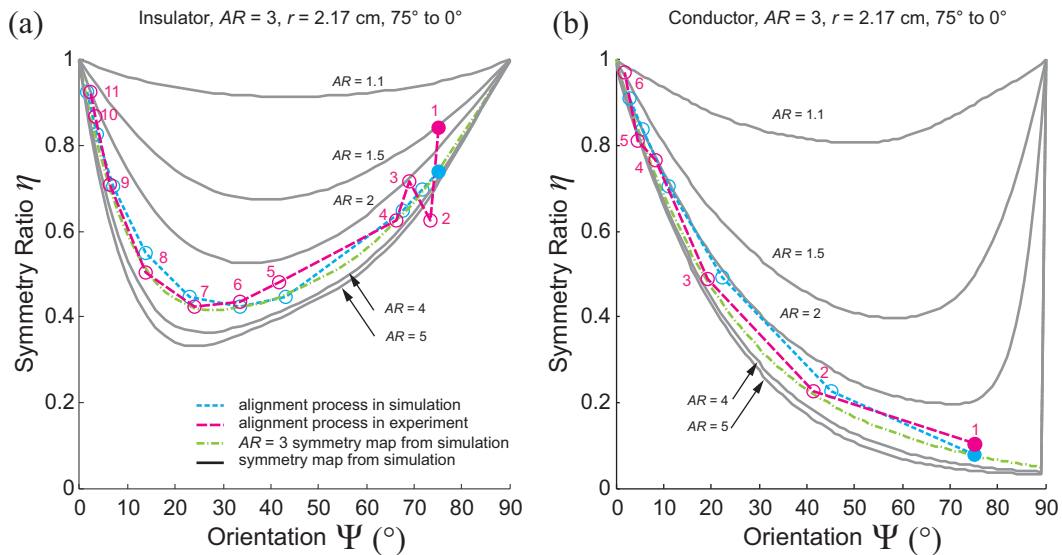 (a)
Insulator, AR = 3, r = 2.17 cm, 75° to 0°
1
0.8
0.6
0.4
0.2
0
0 10 20 30 40 50 60 70 80 90
Symmetry Ratio η
Orientation Ψ (°)
AR = 1.1
AR = 1.5
AR = 2
AR = 4
AR = 5
1
2
3
4
5
6
7
8
9
10
11
alignment process in simulation
alignment process in experiment
AR = 3 symmetry map from simulation
symmetry map from simulation
(b)
Conductor, AR = 3, r = 2.17 cm, 75° to 0°
1
0.8
0.6
0.4
0.2
0
0 10 20 30 40 50 60 70 80 90
Symmetry Ratio η
Orientation Ψ (°)
AR = 1.1
AR = 1.5
AR = 2
AR = 4
AR = 5
1
2
3
4
5
6